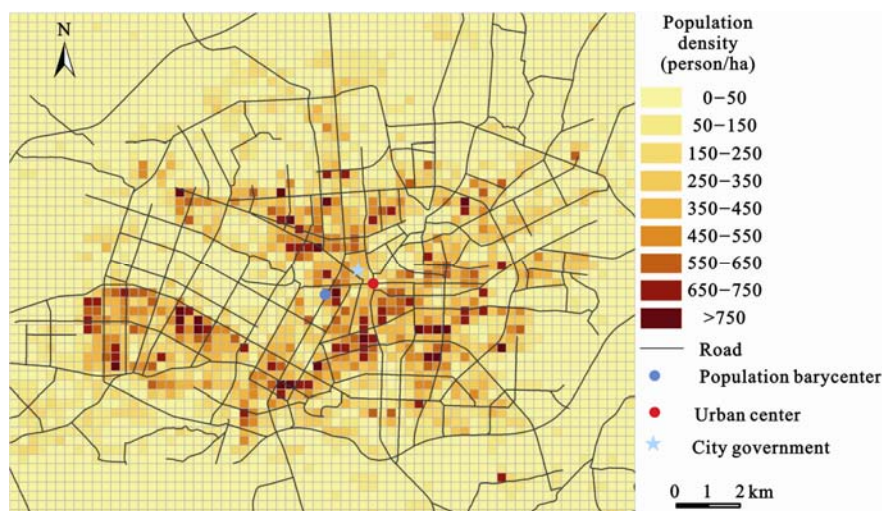 N
Population
density
(person/ha)
0−50
50−150
150−250
250−350
350−450
450−550
550−650
650−750
>750
Road
Population barycenter
Urban center
City government
0 1 2 km